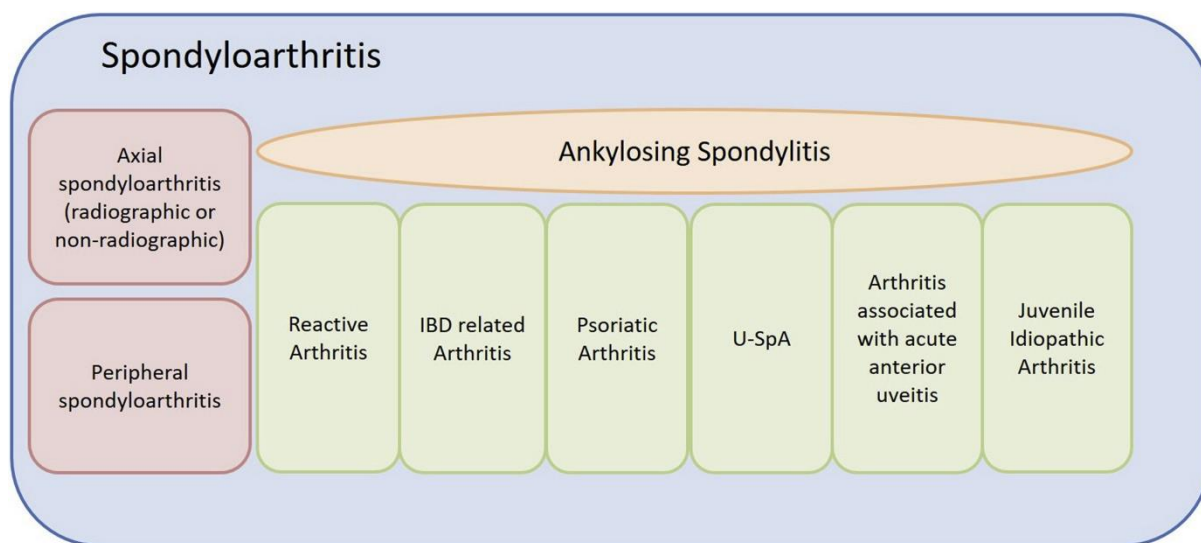 Spondyloarthritis
Axial
spondyloarthritis
(radiographic or
non-radiographic)
Peripheral
spondyloarthritis
Ankylosing Spondylitis
Reactive
Arthritis
IBD related
Arthritis
Psoriatic
Arthritis
U-SpA
Arthritis
associated
with acute
anterior
uveitis
Juvenile
Idiopathic
Arthritis